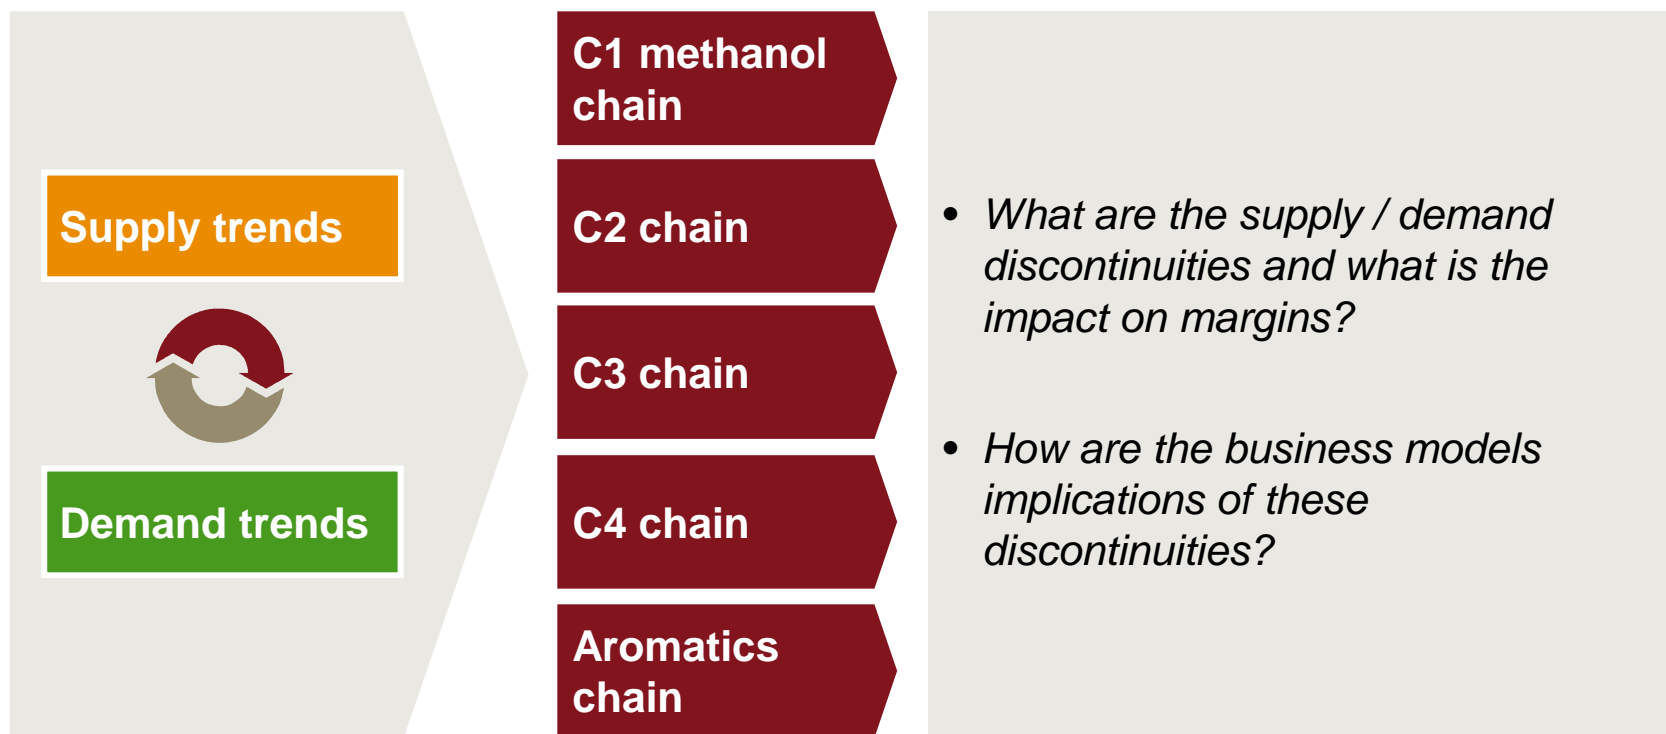 Supply trends
Demand trends
C1 methanol
chain
C2 chain
C3 chain
C4 chain
Aromatics
chain
• What are the supply / demand
discontinuities and what is the
impact on margins?
• How are the business models
implications of these
discontinuities?